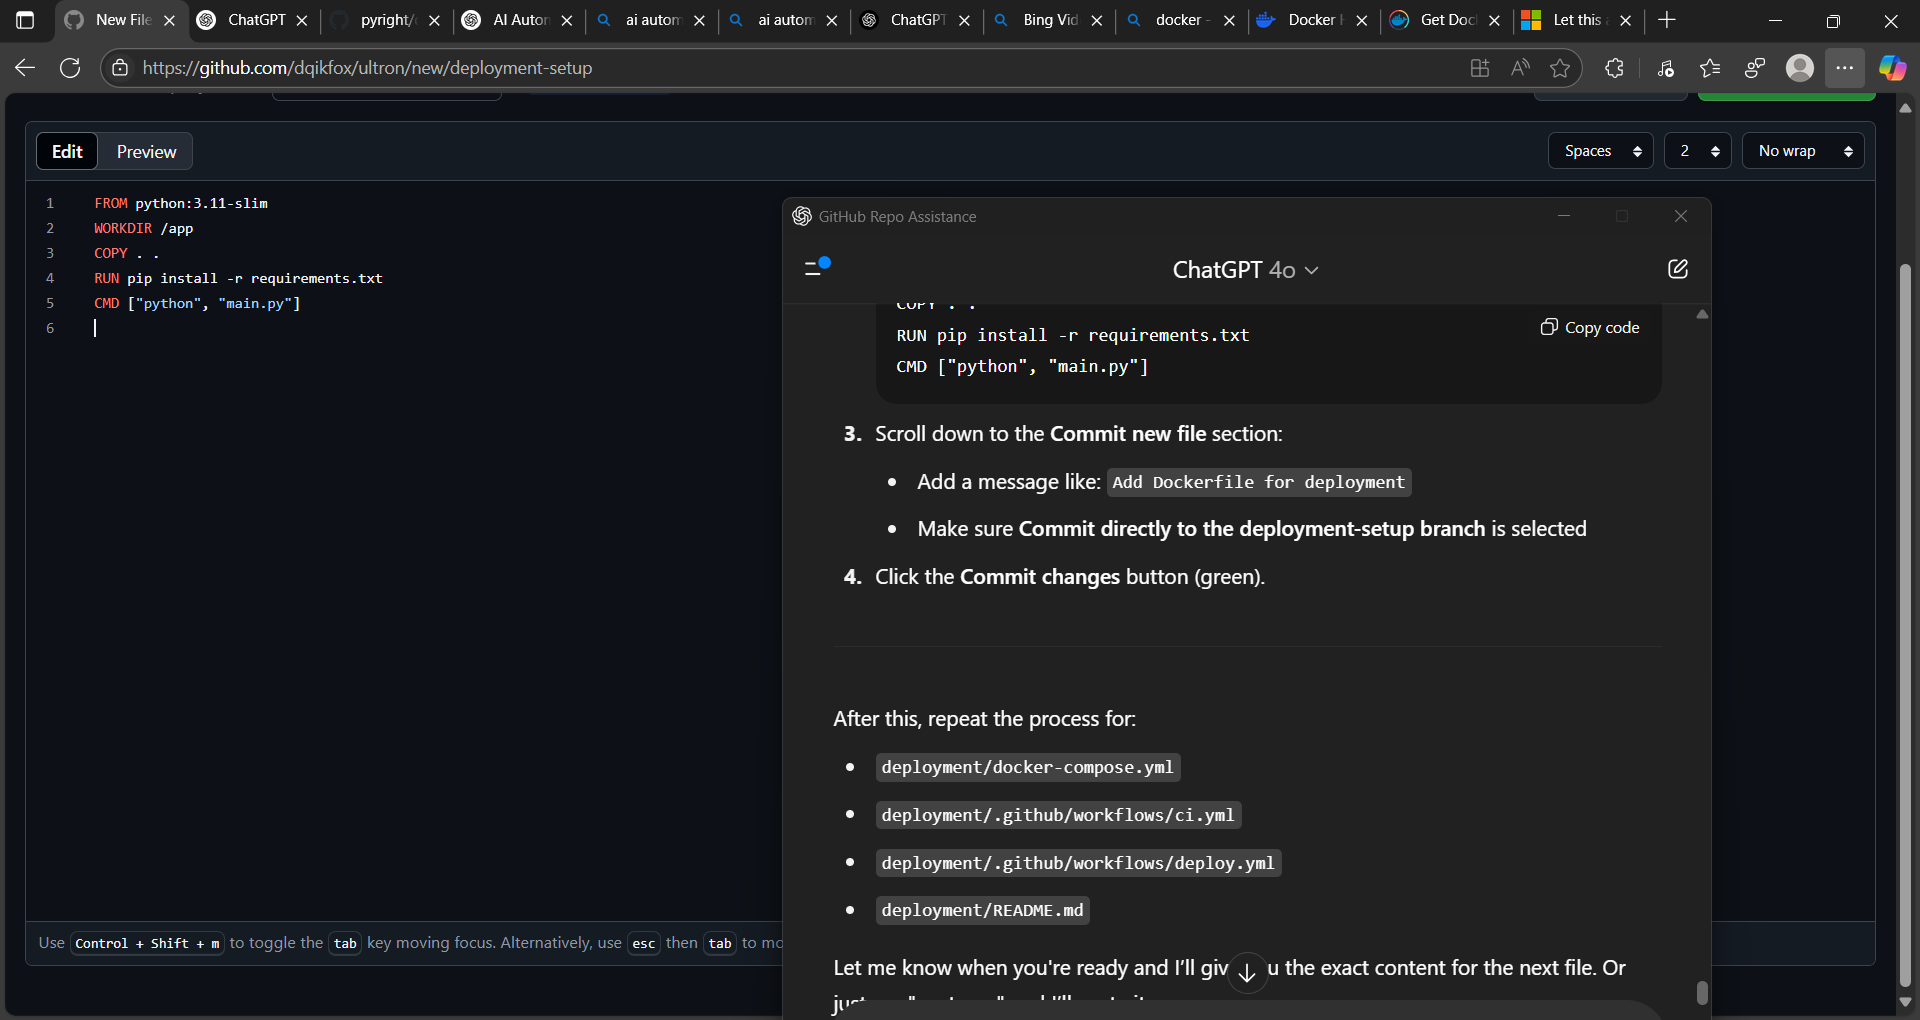 New File
ChatGPT
pyright/
AI Auton
ai autom
ai autom
ChatGPT
Bing Vid
docker -
Docker
Get Doc
Let this
https://github.com/dqikfox/ultron/new/deployment-setup
Edit
Preview
Spaces
2
No wrap
1 FROM python:3.11-slim
2 WORKDIR /app
3 COPY . .
4 RUN pip install -r requirements.txt
5 CMD ["python", "main.py"]
6
Use Control + Shift + m to toggle the tab key moving focus. Alternatively, use esc then tab to mo
GitHub Repo Assistance
ChatGPT 4o
COPY . .
RUN pip install -r requirements.txt
CMD ["python", "main.py"]
Copy code
3. Scroll down to the Commit new file section:
• Add a message like: Add Dockerfile for deployment
• Make sure Commit directly to the deployment-setup branch is selected
4. Click the Commit changes button (green).
After this, repeat the process for:
• deployment/docker-compose.yml
• deployment/.github/workflows/ci.yml
• deployment/.github/workflows/deploy.yml
• deployment/README.md
Let me know when you're ready and I'll giv u the exact content for the next file. Or